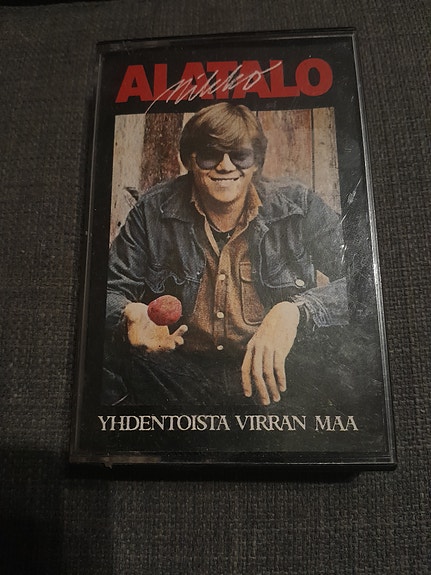 ALATALO
Mikko
YHDENTOISTA VIRRAN MAA